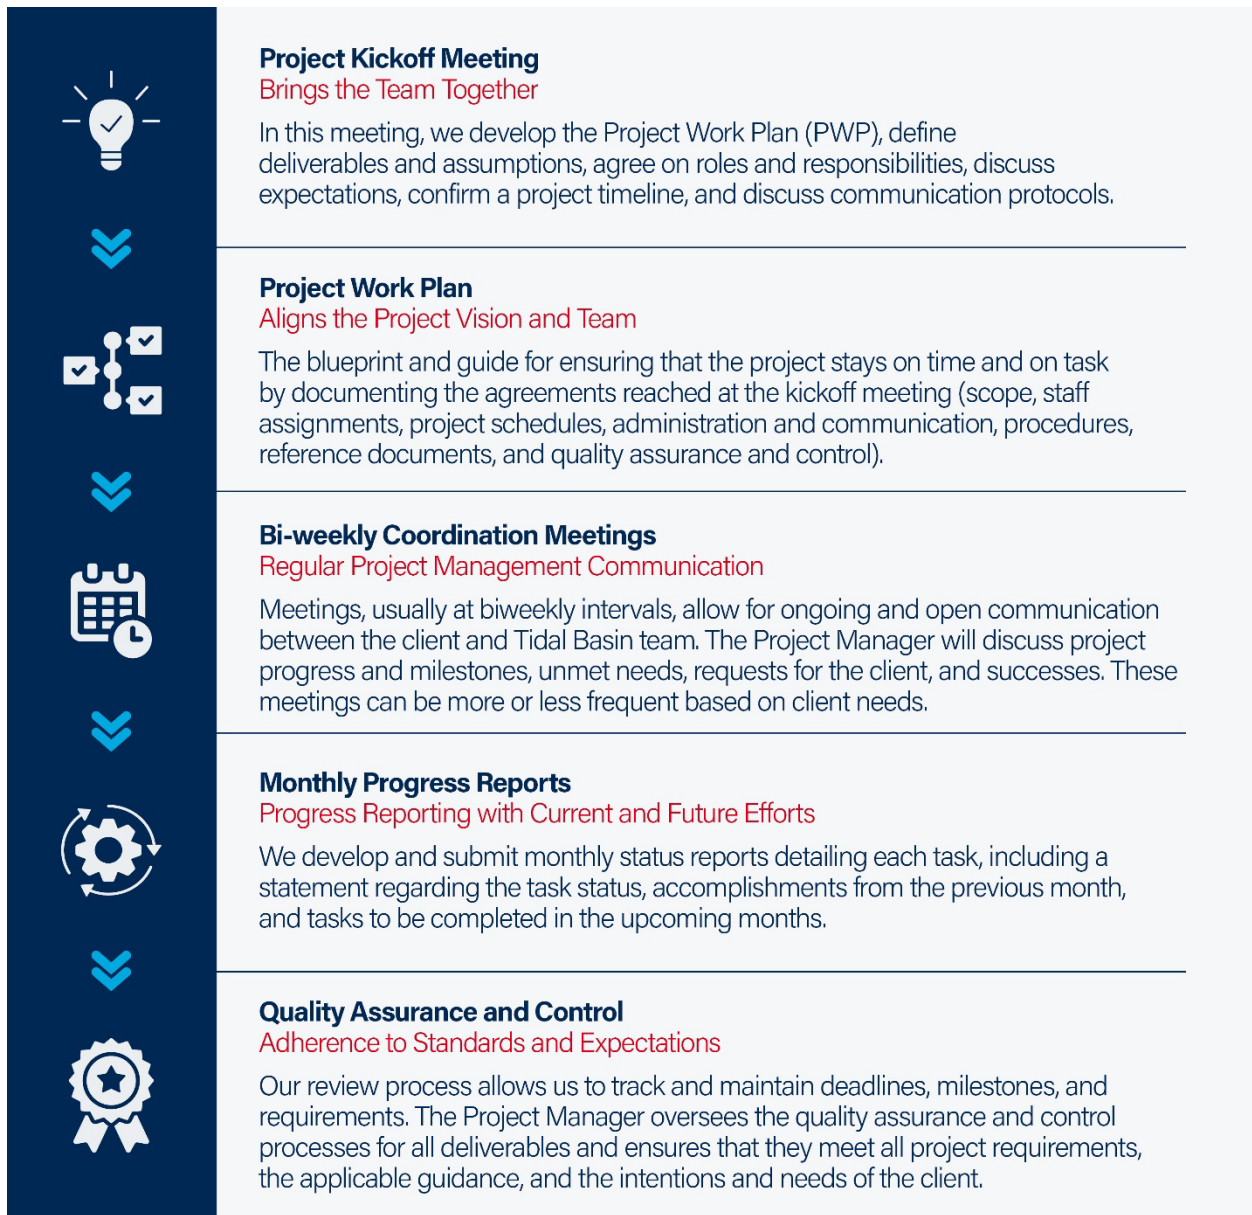 Project Kickoff Meeting
Brings the Team Together
In this meeting, we develop the Project Work Plan (PWP), define
deliverables and assumptions, agree on roles and responsibilities, discuss
expectations, confirm a project timeline, and discuss communication protocols.
Project Work Plan
Aligns the Project Vision and Team
The blueprint and guide for ensuring that the project stays on time and on task
by documenting the agreements reached at the kickoff meeting (scope, staff
assignments, project schedules, administration and communication, procedures,
reference documents, and quality assurance and control).
Bi-weekly Coordination Meetings
Regular Project Management Communication
Meetings, usually at biweekly intervals, allow for ongoing and open communication
between the client and Tidal Basin team. The Project Manager will discuss project
progress and milestones, unmet needs, requests for the client, and successes. These
meetings can be more or less frequent based on client needs.
Monthly Progress Reports
Progress Reporting with Current and Future Efforts
We develop and submit monthly status reports detailing each task, including a
statement regarding the task status, accomplishments from the previous month,
and tasks to be completed in the upcoming months.
Quality Assurance and Control
Adherence to Standards and Expectations
Our review process allows us to track and maintain deadlines, milestones, and
requirements. The Project Manager oversees the quality assurance and control
processes for all deliverables and ensures that they meet all project requirements,
the applicable guidance, and the intentions and needs of the client.